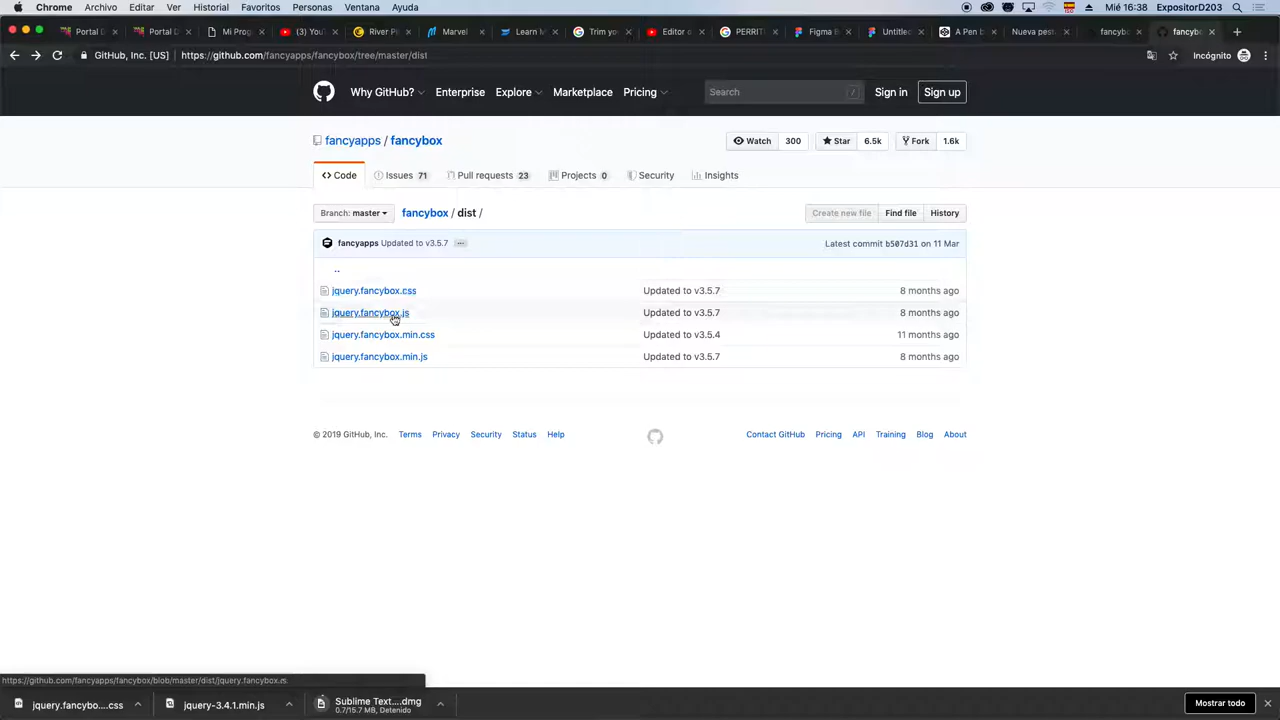 Chrome Archivo Editar Ver Historial Favoritos Personas Ventana Ayuda Mié 16:38 ExpositorD203
Portal D Portal D Mi Prog (3) You River P Marvel Learn M Trim yo Editor o PERRIT Figma B Untitle A Pen b Nueva pest fancybo fancybo
GitHub, Inc. [US] https://github.com/fancyapps/fancybox/tree/master/dist Incógnito
Why GitHub? Enterprise Explore Marketplace Pricing Search / Sign in Sign up
fancyapps / fancybox Watch 300 Star 6.5k Fork 1.6k
Code Issues 71 Pull requests 23 Projects 0 Security Insights
Branch: master fancybox / dist / Create new file Find file History
fancyapps Updated to v3.5.7 ... Latest commit b507d31 on 11 Mar
..
jquery.fancybox.css Updated to v3.5.7 8 months ago
jquery.fancybox.js Updated to v3.5.7 8 months ago
jquery.fancybox.min.css Updated to v3.5.4 11 months ago
jquery.fancybox.min.js Updated to v3.5.7 8 months ago
© 2019 GitHub, Inc. Terms Privacy Security Status Help Contact GitHub Pricing API Training Blog About
https://github.com/fancyapps/fancybox/blob/master/dist/jquery.fancybox.js
jquery.fancybo....css jquery-3.4.1.min.js Sublime Text....dmg Mostrar todo
0.7/15.7 MB, Detenido